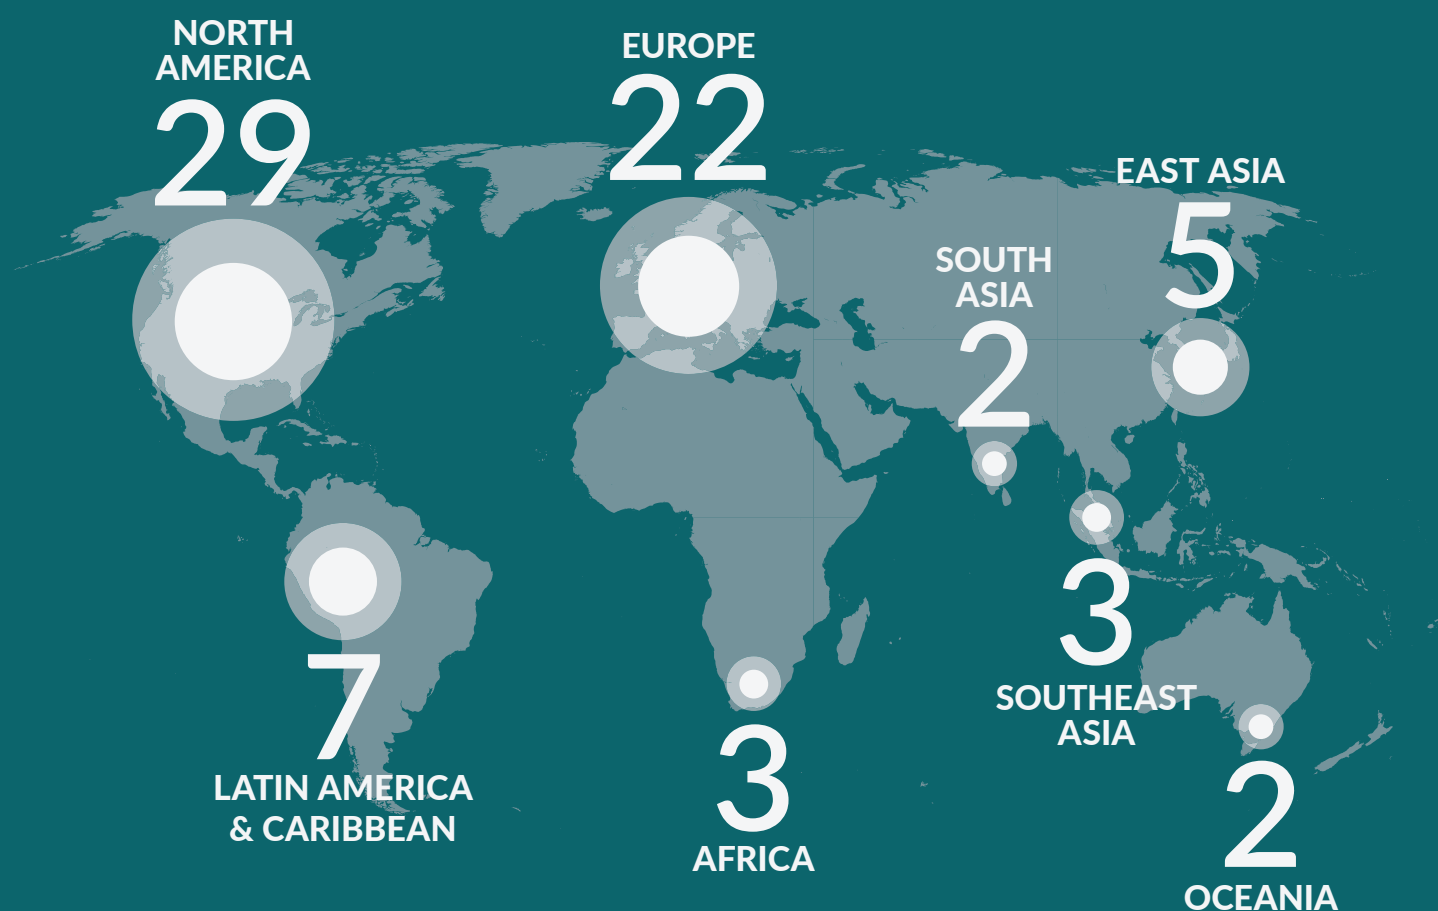 NORTH
AMERICA
29
EUROPE
22
EAST ASIA
5
SOUTH
ASIA
2
3
SOUTHEAST
ASIA
7
LATIN AMERICA
& CARIBBEAN
3
AFRICA
2
OCEANIA